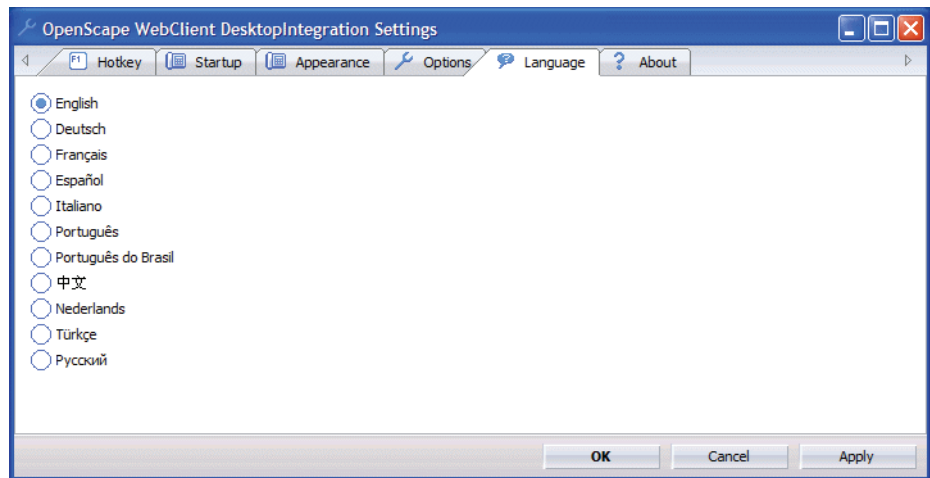 OpenScape WebClient DesktopIntegration Settings
F1 Hotkey Startup Appearance Options Language ? About
English
Deutsch
Français
Español
Italiano
Português
Português do Brasil
中文
Nederlands
Türkçe
Русский
OK Cancel Apply